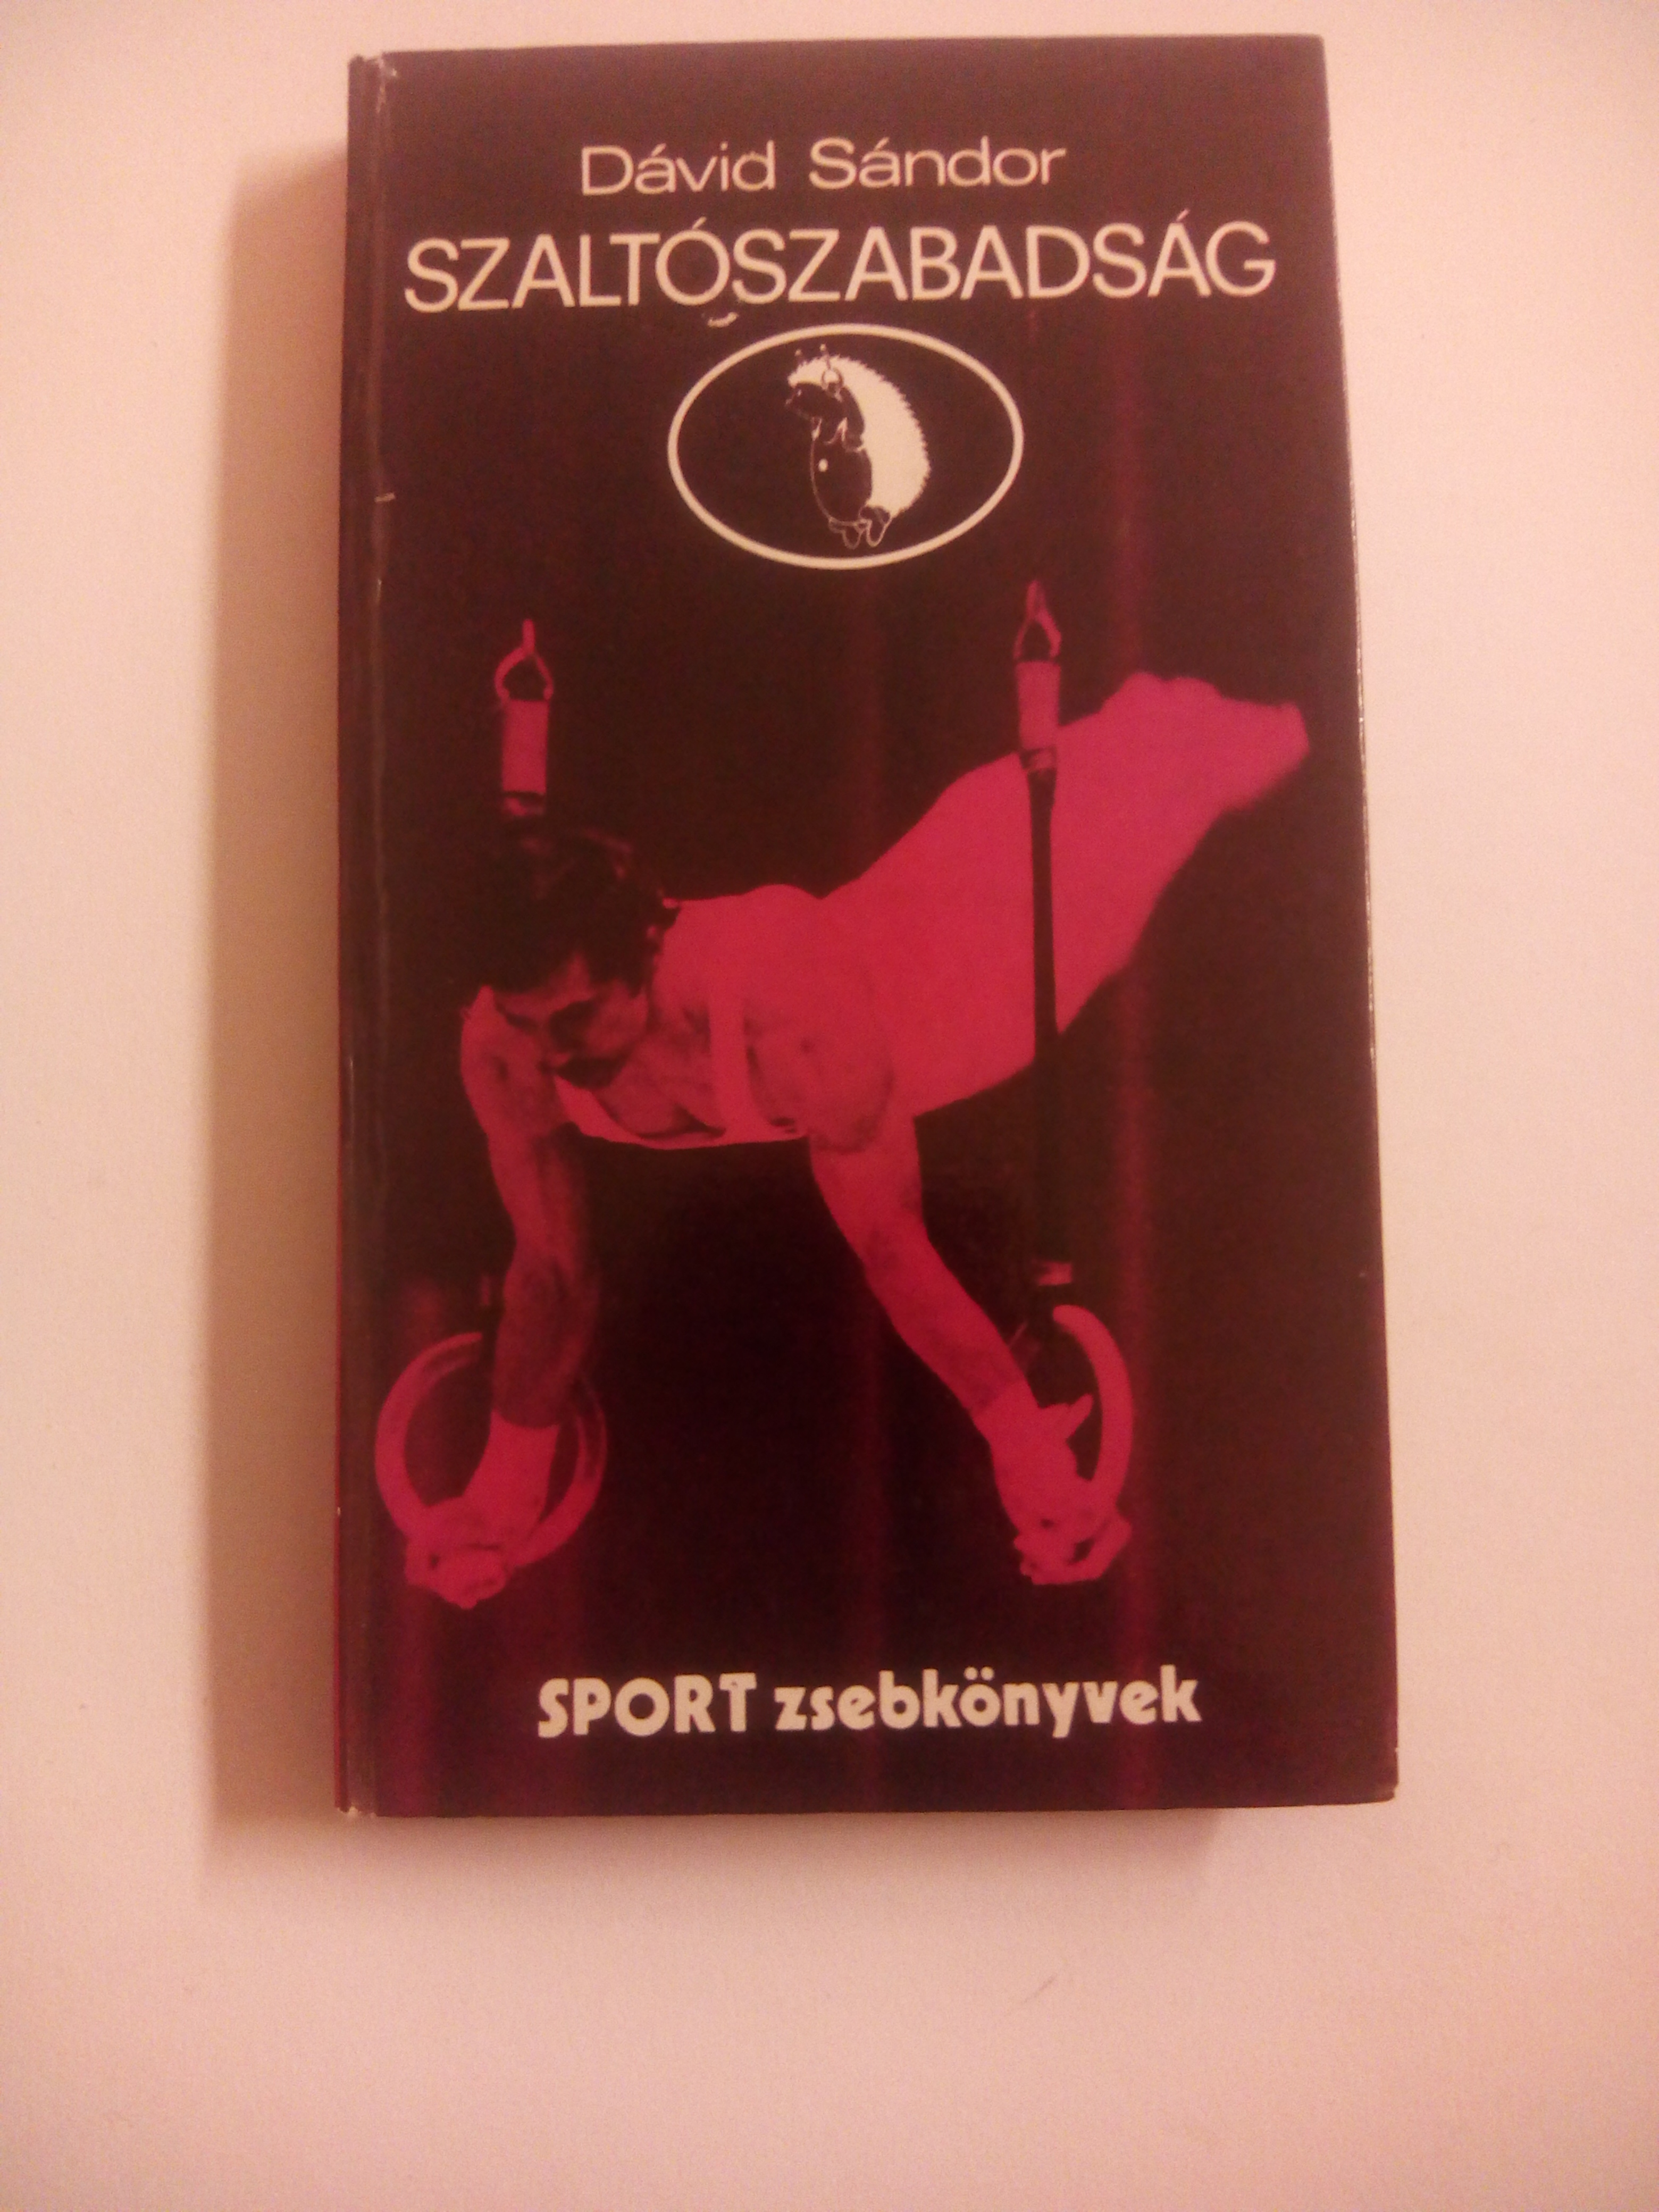 Dávid Sándor
SZALTÓSZABADSÁG
SPORT zsebkönyvek